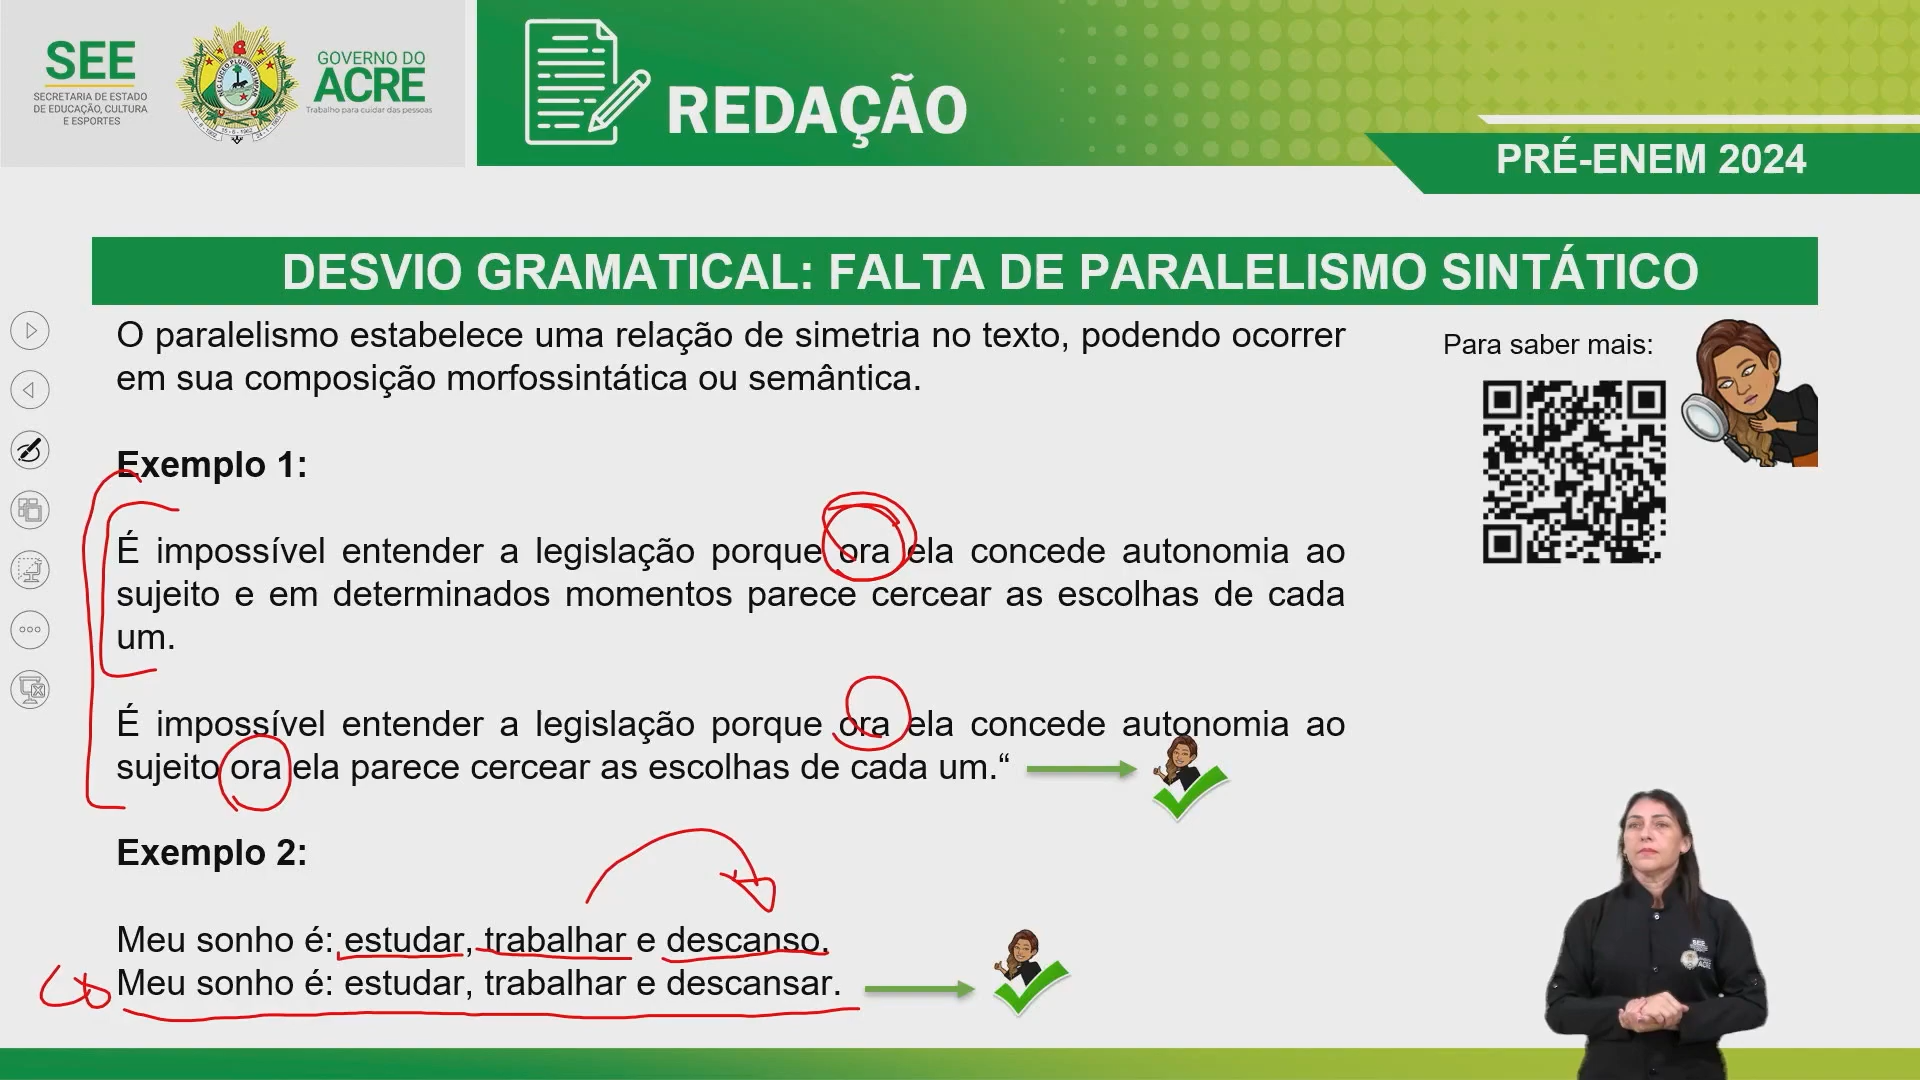 SEE
SECRETARIA DE ESTADO
DE EDUCAÇÃO, CULTURA
E ESPORTES
GOVERNO DO
ACRE
Trabalho para cuidar das pessoas
REDAÇÃO
PRÉ-ENEM 2024
DESVIO GRAMATICAL: FALTA DE PARALELISMO SINTÁTICO
O paralelismo estabelece uma relação de simetria no texto, podendo ocorrer
em sua composição morfossintática ou semântica.
Para saber mais:
Exemplo 1:
É impossível entender a legislação porque ora ela concede autonomia ao
sujeito e em determinados momentos parece cercear as escolhas de cada
um.
É impossível entender a legislação porque ora ela concede autonomia ao
sujeito ora ela parece cercear as escolhas de cada um.“
Exemplo 2:
Meu sonho é: estudar, trabalhar e descanso.
Meu sonho é: estudar, trabalhar e descansar.